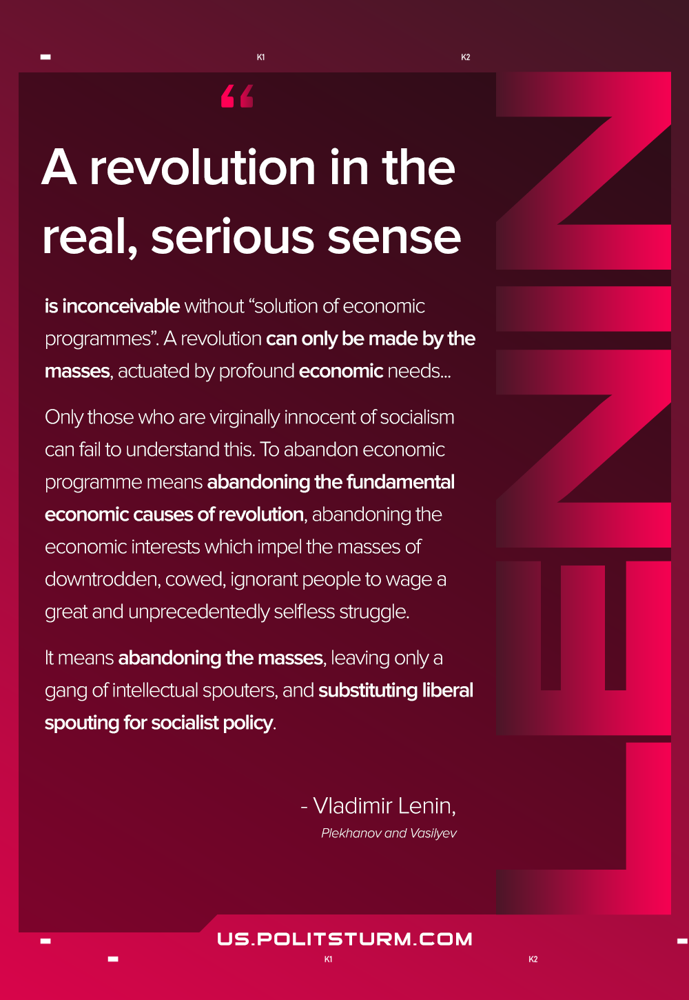 K1 K2
“
A revolution in the
real, serious sense
is inconceivable without “solution of economic
programmes”. A revolution can only be made by the
masses, actuated by profound economic needs...
Only those who are virginally innocent of socialism
can fail to understand this. To abandon economic
programme means abandoning the fundamental
economic causes of revolution, abandoning the
economic interests which impel the masses of
downtrodden, cowed, ignorant people to wage a
great and unprecedentedly selfless struggle.
It means abandoning the masses, leaving only a
gang of intellectual spouters, and substituting liberal
spouting for socialist policy.
- Vladimir Lenin,
Plekhanov and Vasilyev
LENIN
US.POLITSTURM.COM
K1 K2